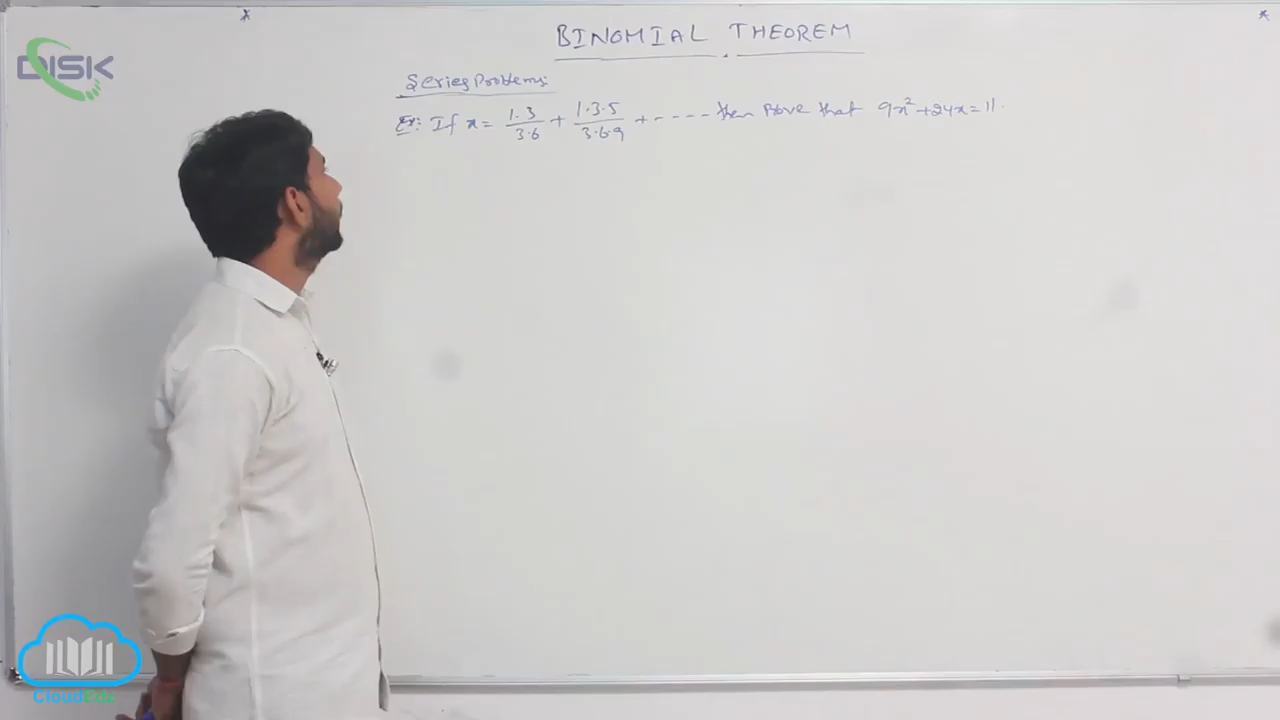 DISK
BINOMIAL THEOREM
Series Problems:
Ex: If x = 1.3/3.6 + 1.3.5/3.6.9 + ---- then Prove that 9x² + 24x = 11.
CloudEdz